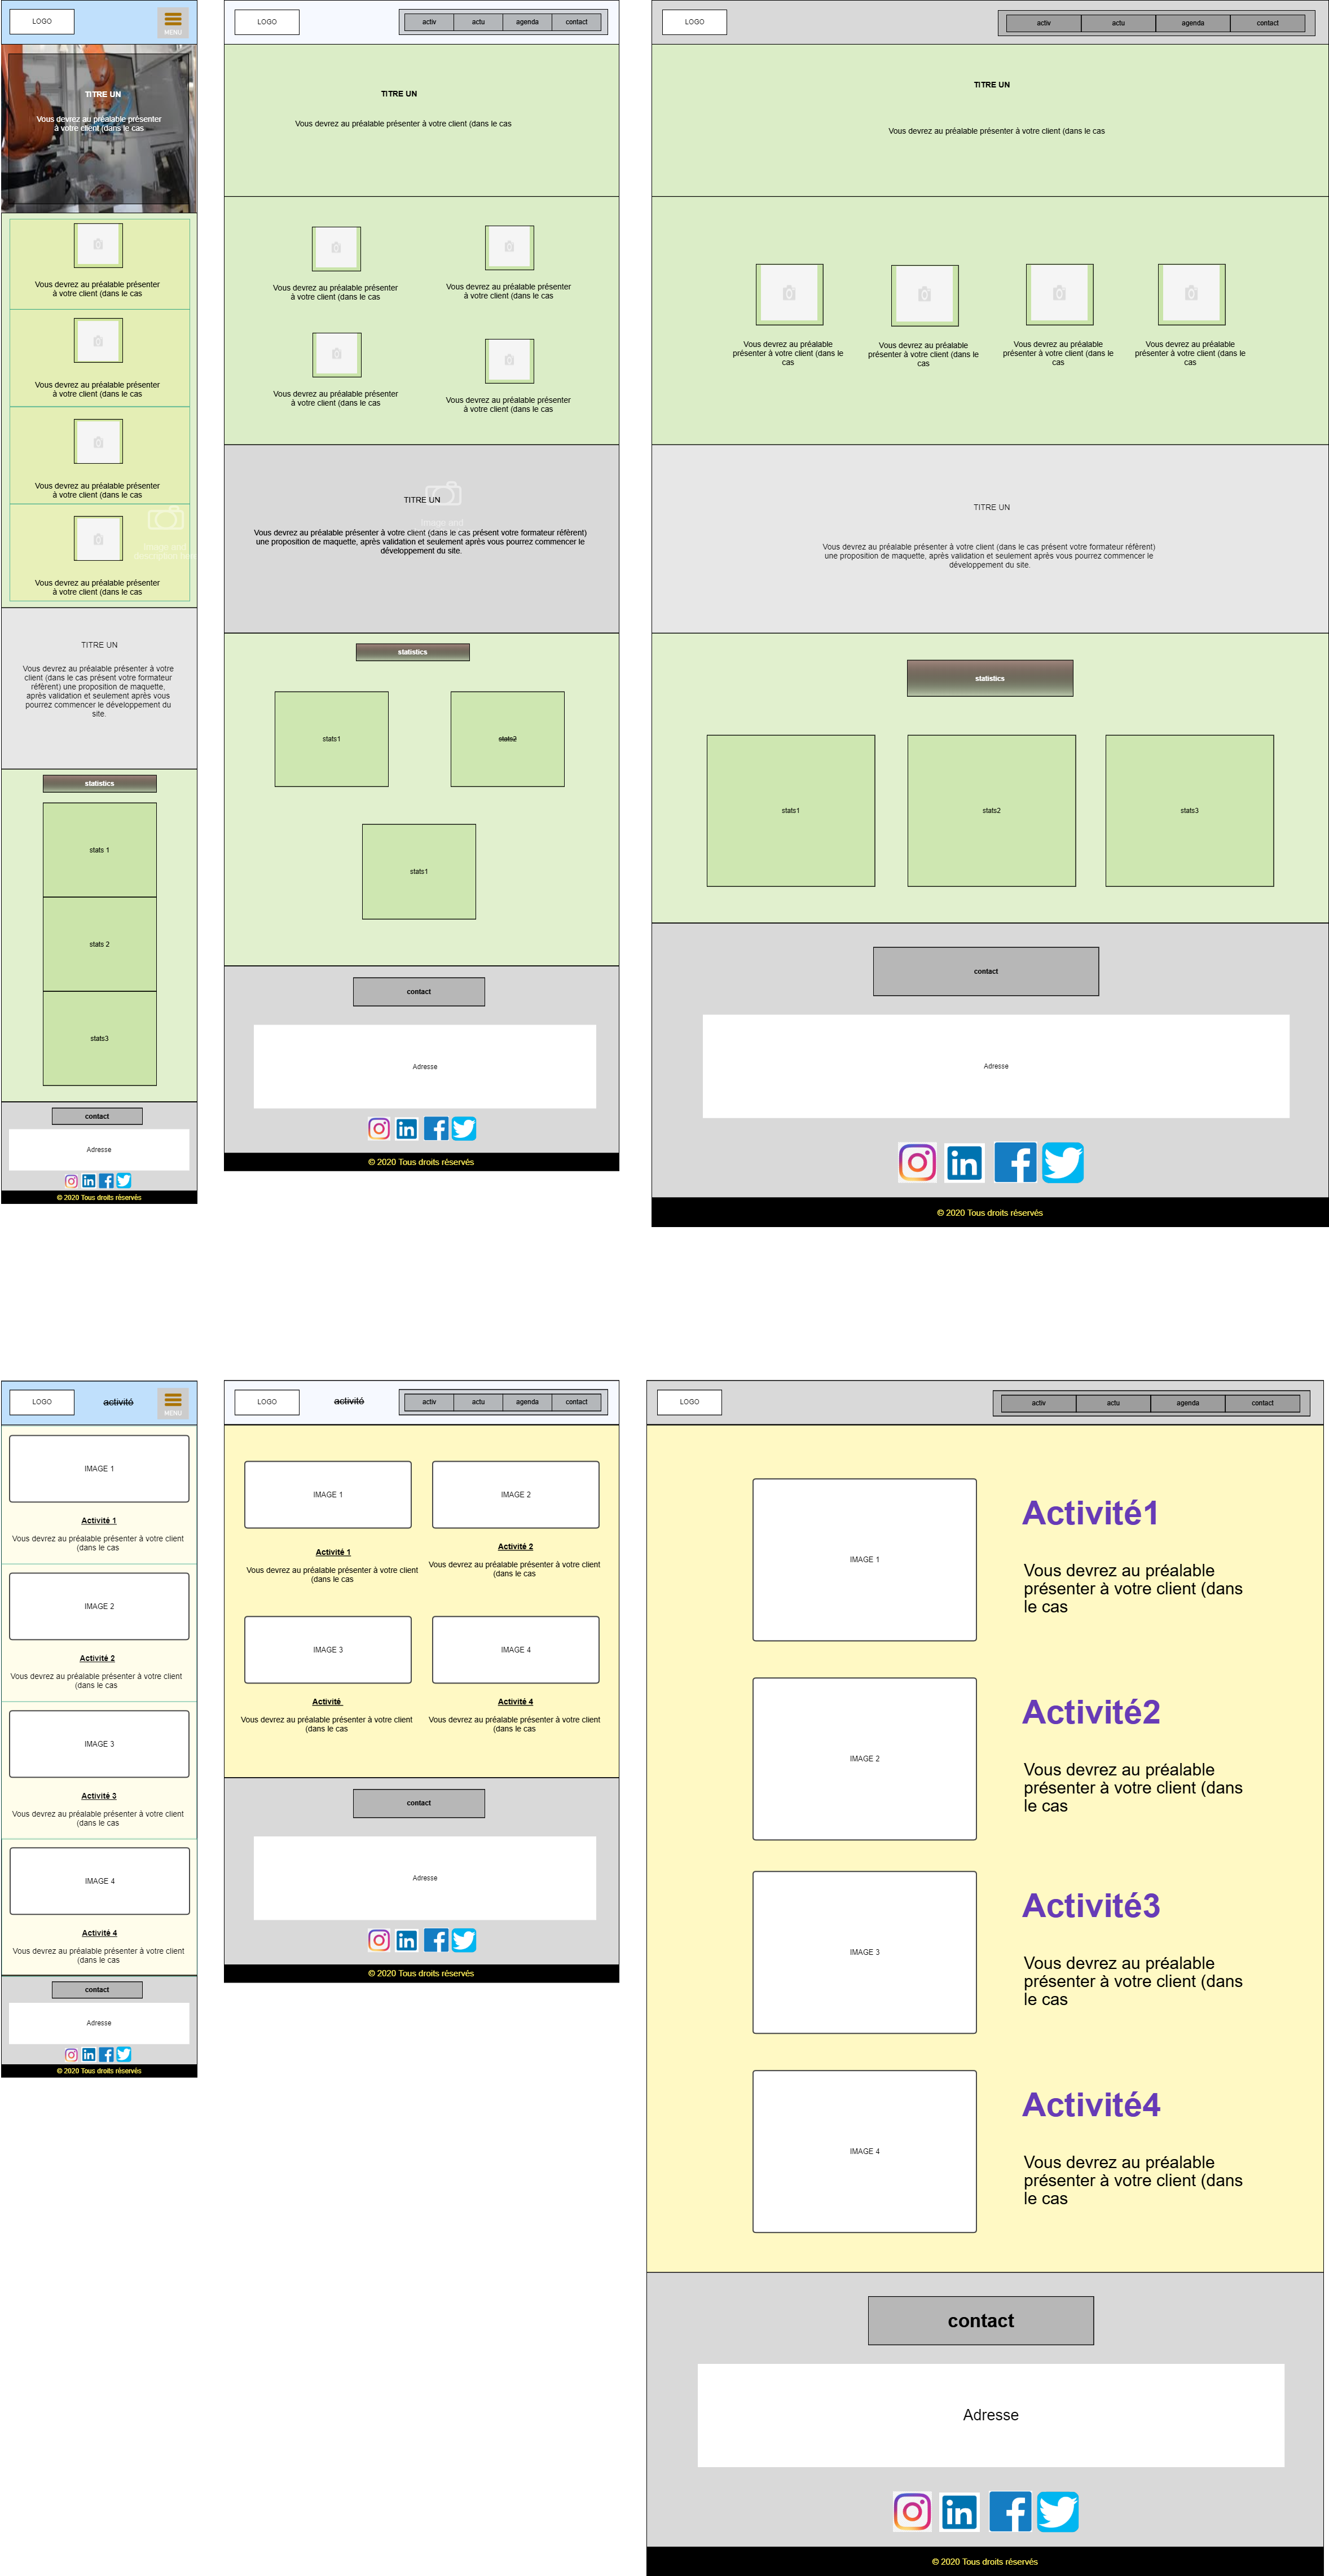 LOGO
MENU
TITRE UN
Vous devrez au préalable présenter
à votre client (dans le cas
Vous devrez au préalable présenter
à votre client (dans le cas
Vous devrez au préalable présenter
à votre client (dans le cas
Vous devrez au préalable présenter
à votre client (dans le cas
image and
Vous devrez au préalable présenter
à votre client (dans le cas
TITRE UN
Vous devrez au préalable présenter à votre
client (dans le cas présent votre formateur
référent) une proposition de maquette,
après validation et seulement après vous
pourrez commencer le développement du
site.
statistics
stats 1
stats 2
stats3
contact
Adresse
© 2020 Tous droits réservés
LOGO
activ
actu
agenda
contact
TITRE UN
Vous devrez au préalable présenter à votre client (dans le cas
Vous devrez au préalable présenter
à votre client (dans le cas
Vous devrez au préalable présenter
à votre client (dans le cas
Vous devrez au préalable présenter
à votre client (dans le cas
Vous devrez au préalable présenter
à votre client (dans le cas
TITRE UN
image and
Vous devrez au préalable présenter à votre client (dans le cas présent votre formateur référent)
une proposition de maquette, après validation et seulement après vous pourrez commencer le
développement du site.
statistics
stats1
stats2
stats1
contact
Adresse
© 2020 Tous droits réservés
LOGO
activ
actu
agenda
contact
TITRE UN
Vous devrez au préalable présenter à votre client (dans le cas
Vous devrez au préalable
présenter à votre client (dans le
cas
Vous devrez au préalable
présenter à votre client (dans le
cas
Vous devrez au préalable
présenter à votre client (dans le
cas
Vous devrez au préalable
présenter à votre client (dans le
cas
TITRE UN
Vous devrez au préalable présenter à votre client (dans le cas présent votre formateur référent)
une proposition de maquette, après validation et seulement après vous pourrez commencer le
développement du site.
statistics
stats1
stats2
stats3
contact
Adresse
© 2020 Tous droits réservés
LOGO
activité
MENU
IMAGE 1
Activité 1
Vous devrez au préalable présenter à votre client
(dans le cas
IMAGE 2
Activité 2
Vous devrez au préalable présenter à votre client
(dans le cas
IMAGE 3
Activité 3
Vous devrez au préalable présenter à votre client
(dans le cas
IMAGE 4
Activité 4
Vous devrez au préalable présenter à votre client
(dans le cas
contact
Adresse
© 2020 Tous droits réservés
LOGO
activité
activ
actu
agenda
contact
IMAGE 1
Activité 1
Vous devrez au préalable présenter à votre client
(dans le cas
IMAGE 2
Activité 2
Vous devrez au préalable présenter à votre client
(dans le cas
IMAGE 3
Activité
Vous devrez au préalable présenter à votre client
(dans le cas
IMAGE 4
Activité 4
Vous devrez au préalable présenter à votre client
(dans le cas
contact
Adresse
© 2020 Tous droits réservés
LOGO
activ
actu
agenda
contact
IMAGE 1
Activité1
Vous devrez au préalable
présenter à votre client (dans
le cas
IMAGE 2
Activité2
Vous devrez au préalable
présenter à votre client (dans
le cas
IMAGE 3
Activité3
Vous devrez au préalable
présenter à votre client (dans
le cas
IMAGE 4
Activité4
Vous devrez au préalable
présenter à votre client (dans
le cas
contact
Adresse
© 2020 Tous droits réservés